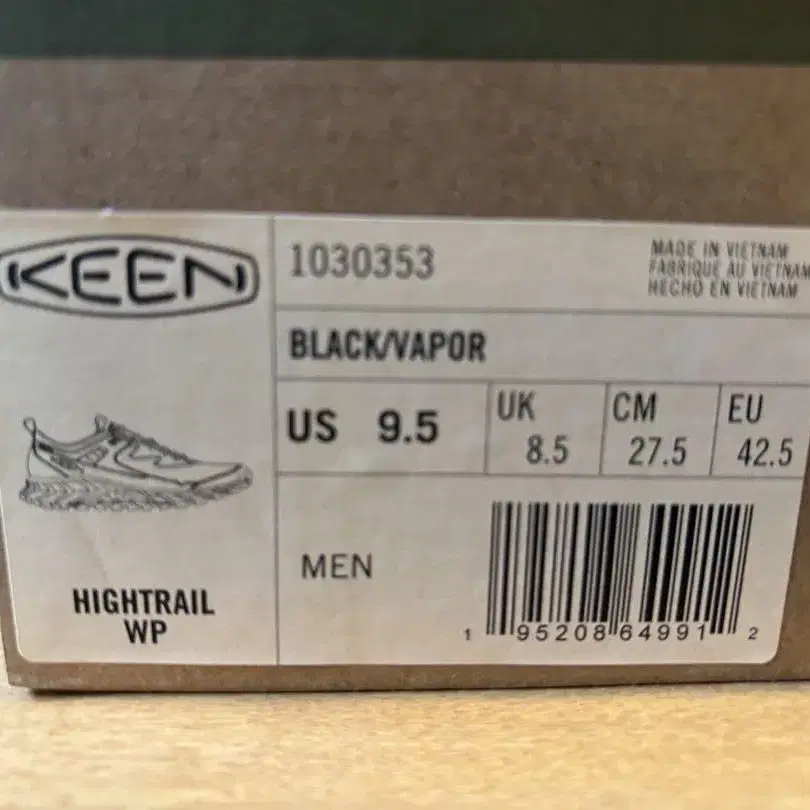 KEEN
1030353
MADE IN VIETNAM
FABRIQUE AU VIETNAM
HECHO EN VIETNAM
BLACK/VAPOR
US 9.5
UK 8.5
CM 27.5
EU 42.5
MEN
HIGHTRAIL
WP
1 95208 64991 2